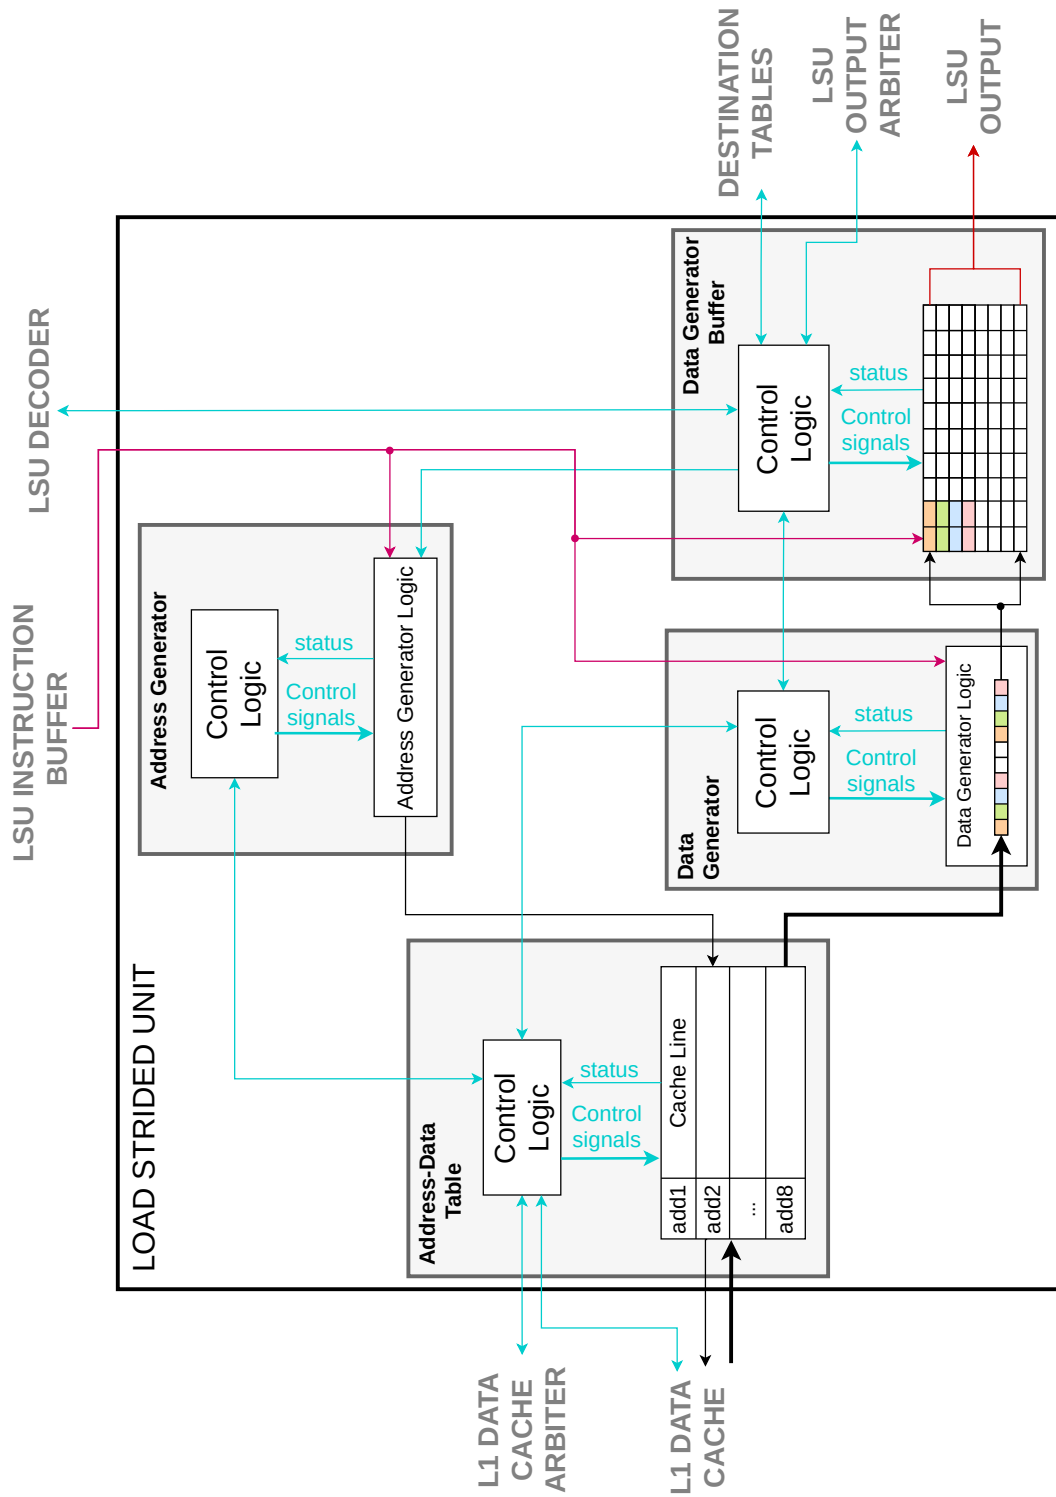 LSU INSTRUCTION
BUFFER
LSU DECODER
LOAD STRIDED UNIT
Address Generator
Control
Logic
Control
signals
status
Address Generator Logic
L1 DATA
CACHE
ARBITER
L1 DATA
CACHE
Address-Data
Table
Control
Logic
Control
signals
status
add1
Cache Line
add2
...
add8
Data
Generator
Control
Logic
Control
signals
status
Data Generator Logic
Data Generator
Buffer
Control
Logic
Control
signals
status
DESTINATION
TABLES
LSU
OUTPUT
ARBITER
LSU
OUTPUT